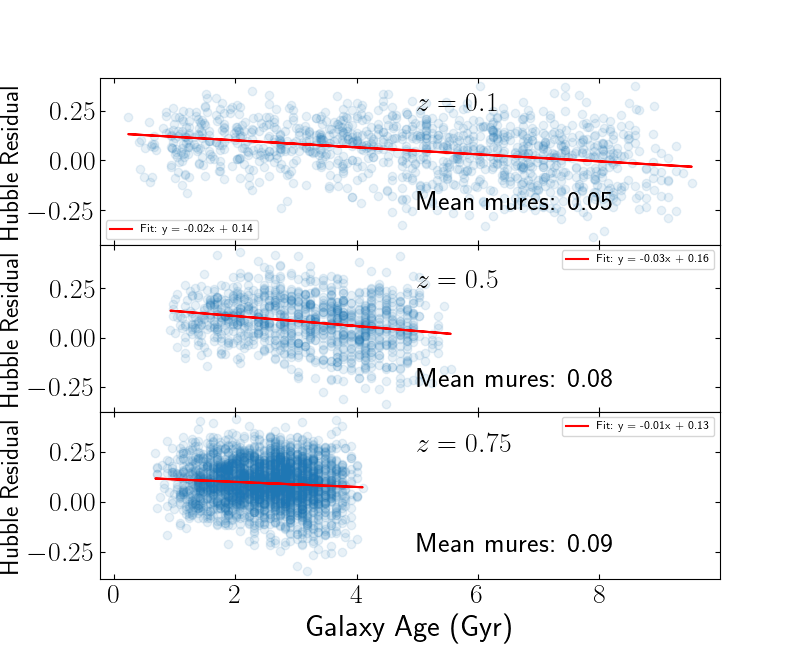 Hubble Residual
0.25
0.00
−0.25
z = 0.1
Mean mures: 0.05
Fit: y = -0.02x + 0.14
Hubble Residual
0.25
0.00
−0.25
Fit: y = -0.03x + 0.16
z = 0.5
Mean mures: 0.08
Hubble Residual
0.25
0.00
−0.25
Fit: y = -0.01x + 0.13
z = 0.75
Mean mures: 0.09
0 2 4 6 8
Galaxy Age (Gyr)